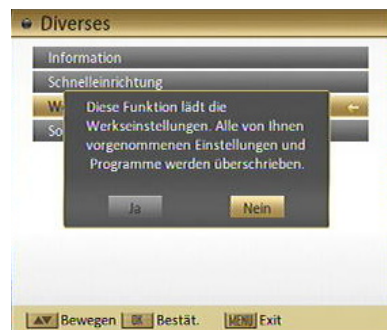 Diverses
Information
Schnelleinrichtung
Diese Funktion lädt die
Werkseinstellungen. Alle von Ihnen
vorgenommenen Einstellungen und
Programme werden überschrieben.
Ja
Nein
Bewegen OK Bestät. MENU Exit